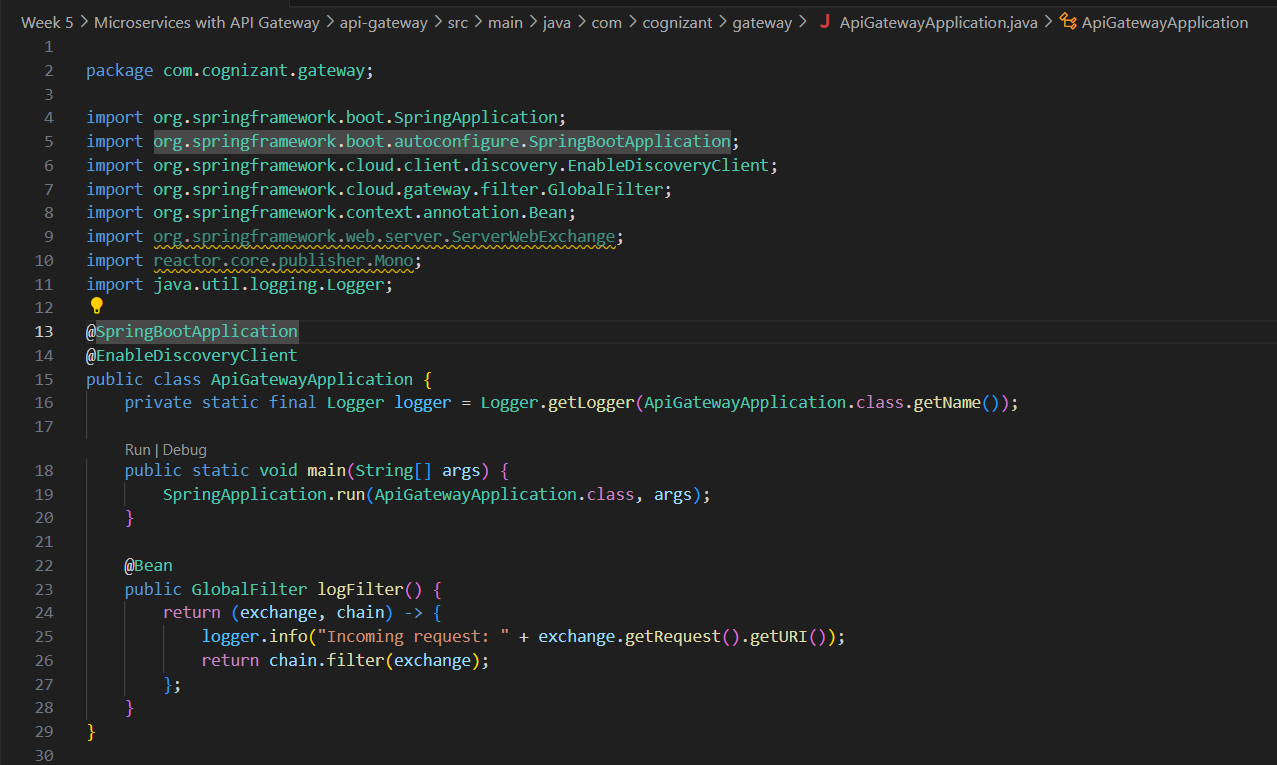 Week 5 > Microservices with API Gateway > api-gateway > src > main > java > com > cognizant > gateway > J ApiGatewayApplication.java > ApiGatewayApplication
1
2 package com.cognizant.gateway;
3
4 import org.springframework.boot.SpringApplication;
5 import org.springframework.boot.autoconfigure.SpringBootApplication;
6 import org.springframework.cloud.client.discovery.EnableDiscoveryClient;
7 import org.springframework.cloud.gateway.filter.GlobalFilter;
8 import org.springframework.context.annotation.Bean;
9 import org.springframework.web.server.ServerWebExchange;
10 import reactor.core.publisher.Mono;
11 import java.util.logging.Logger;
12
13 @SpringBootApplication
14 @EnableDiscoveryClient
15 public class ApiGatewayApplication {
16     private static final Logger logger = Logger.getLogger(ApiGatewayApplication.class.getName());
17
Run | Debug
18     public static void main(String[] args) {
19         SpringApplication.run(ApiGatewayApplication.class, args);
20     }
21
22     @Bean
23     public GlobalFilter logFilter() {
24         return (exchange, chain) -> {
25             logger.info("Incoming request: " + exchange.getRequest().getURI());
26             return chain.filter(exchange);
27         };
28     }
29 }
30